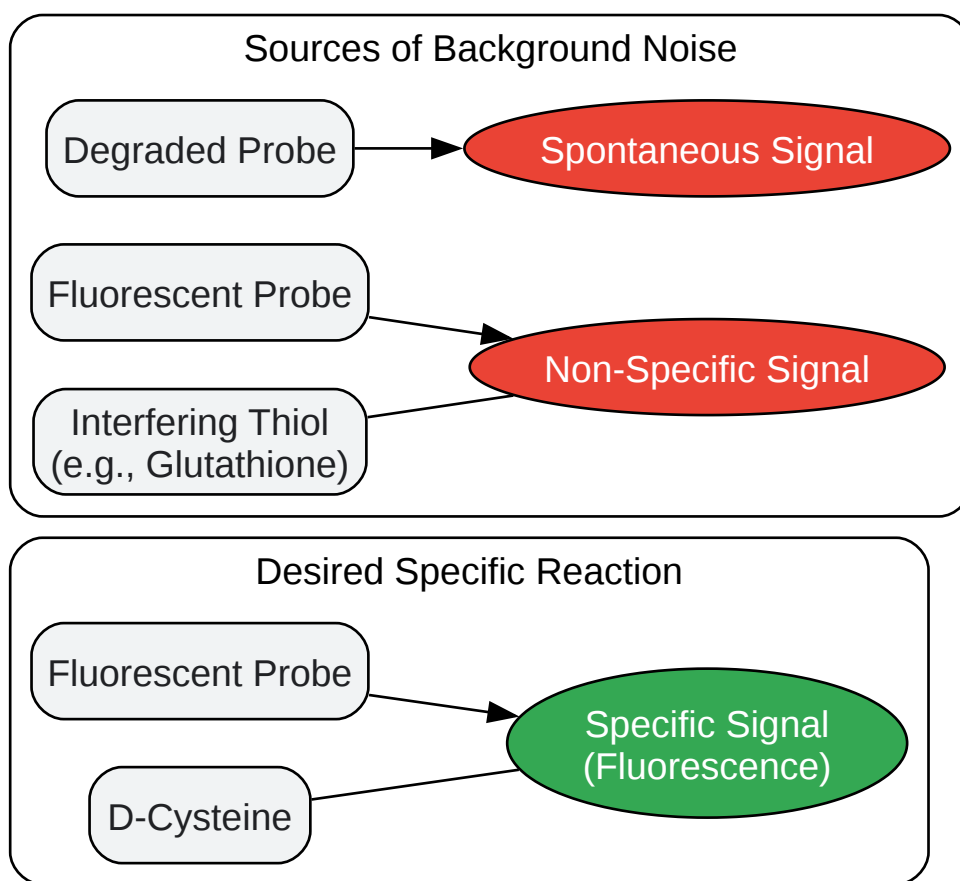 Sources of Background Noise
Degraded Probe
Spontaneous Signal
Fluorescent Probe
Non-Specific Signal
Interfering Thiol
(e.g., Glutathione)
Desired Specific Reaction
Fluorescent Probe
Specific Signal
(Fluorescence)
D-Cysteine